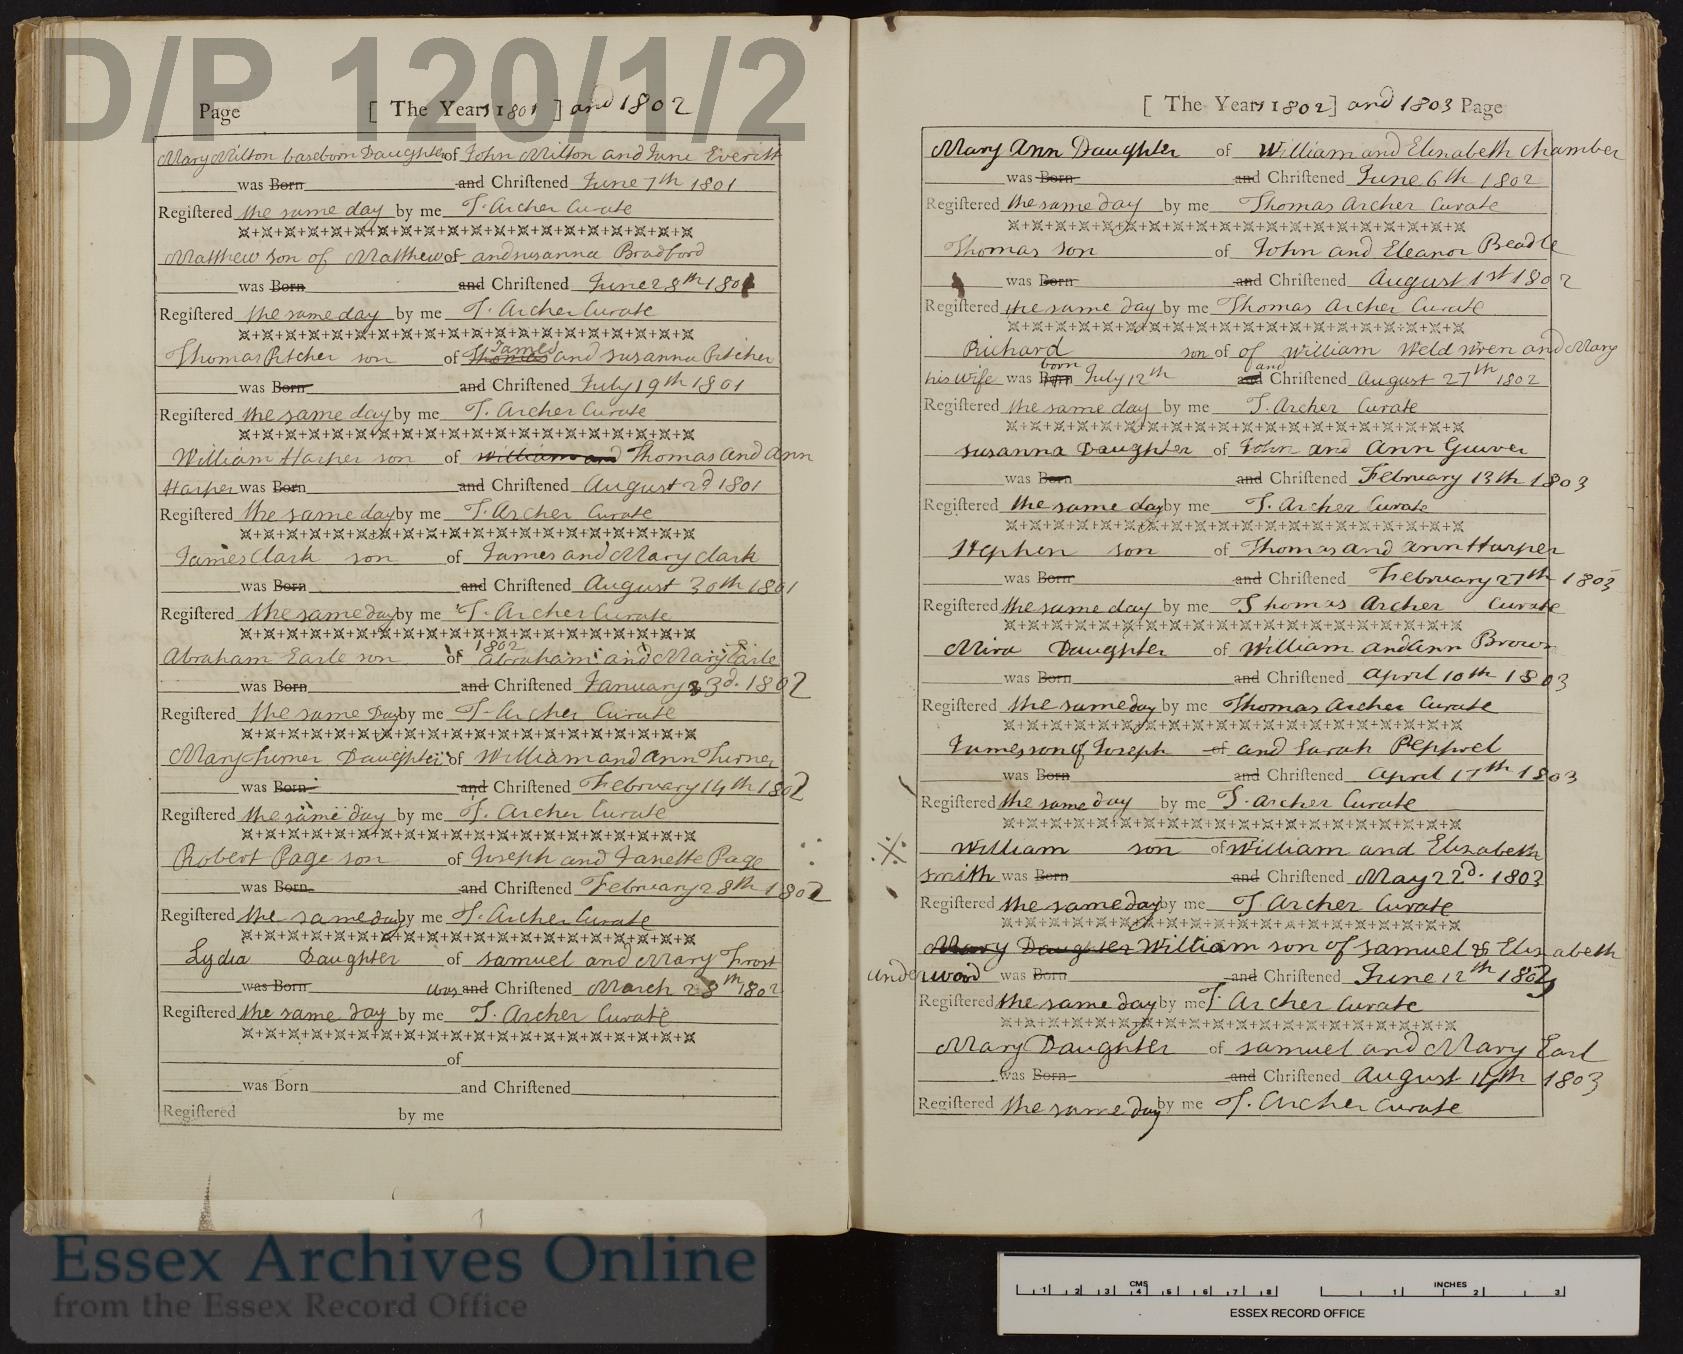 D/P 120/1/2
Page [ The Years 1801 ] and 1802
Mary Milton baseborn Daughter of John Milton and Jane Everitt
was Born and Christened June 7th 1801
Registered the same day by me T. Archer Curate
Matthew son of Matthew of and susanna Bradford
was Born and Christened June 28th 1801
Registered the same day by me T. Archer Curate
James
Thomas Pitcher son of Thomas and susanna Pitcher
was Born and Christened July 19th 1801
Registered the same day by me T. Archer Curate
William Harper son of William and Thomas and Ann
Harper was Born and Christened August 2d 1801
Registered the same day by me T. Archer Curate
James Clark son of James and Mary Clark
was Born and Christened August 30th 1801
Registered the same day by me T. Archer Curate
1802
Abraham Earle son of Abraham and Mary Earle
was Born and Christened January 3d. 1802
Registered the same Day by me T. Archer Curate
Mary Turner Daughter of William and Ann Turner
was Born and Christened February 14th 1802
Registered the same day by me T. Archer Curate
Robert Page son of Joseph and Janette Page
was Born and Christened February 28th 1802
Registered the same day by me T. Archer Curate
Lydia Daughter of samuel and Mary Frost
was Born was and Christened March 28th 1802
Registered the same day by me T. Archer Curate
of
was Born and Christened
Registered by me
[ The Years 1802 ] and 1803 Page
Mary Ann Daughter of William and Elizabeth Chamber
was Born and Christened June 6th 1802
Registered the same day by me Thomas Archer Curate
Thomas son of John and Eleanor Beadle
was Born and Christened August 1st 1802
Registered the same day by me Thomas Archer Curate
Richard son of of William Weld Wren and Mary
born and
his wife was Born July 12th and Christened August 27th 1802
Registered the same day by me T. Archer Curate
susanna Daughter of John and Ann Guiver
was Born and Christened February 13th 1803
Registered the same day by me T. Archer Curate
Stephen son of Thomas and Ann Harper
was Born and Christened February 27th 1803
Registered the same day by me Thomas Archer Curate
Mira Daughter of William and Ann Brown
was Born and Christened April 10th 1803
Registered the same day by me Thomas Archer Curate
James son of Joseph of and Sarah Pepprel
was Born and Christened April 17th 1803
Registered the same day by me T. Archer Curate
William son of William and Elizabeth
smith was Born and Christened May 22d. 1803
Registered the same day by me T Archer Curate
Mary Daughter William son of samuel & Elizabeth
underwood was Born and Christened June 12th 1803
Registered the same day by me T. Archer Curate
Mary Daughter of samuel and Mary Earl
was Born and Christened August 14th 1803
Registered the same day by me T. Archer Curate
Essex Archives Online
from the Essex Record Office
CMS 1 2 3 4 5 6 7 8
INCHES 1 2 3
ESSEX RECORD OFFICE